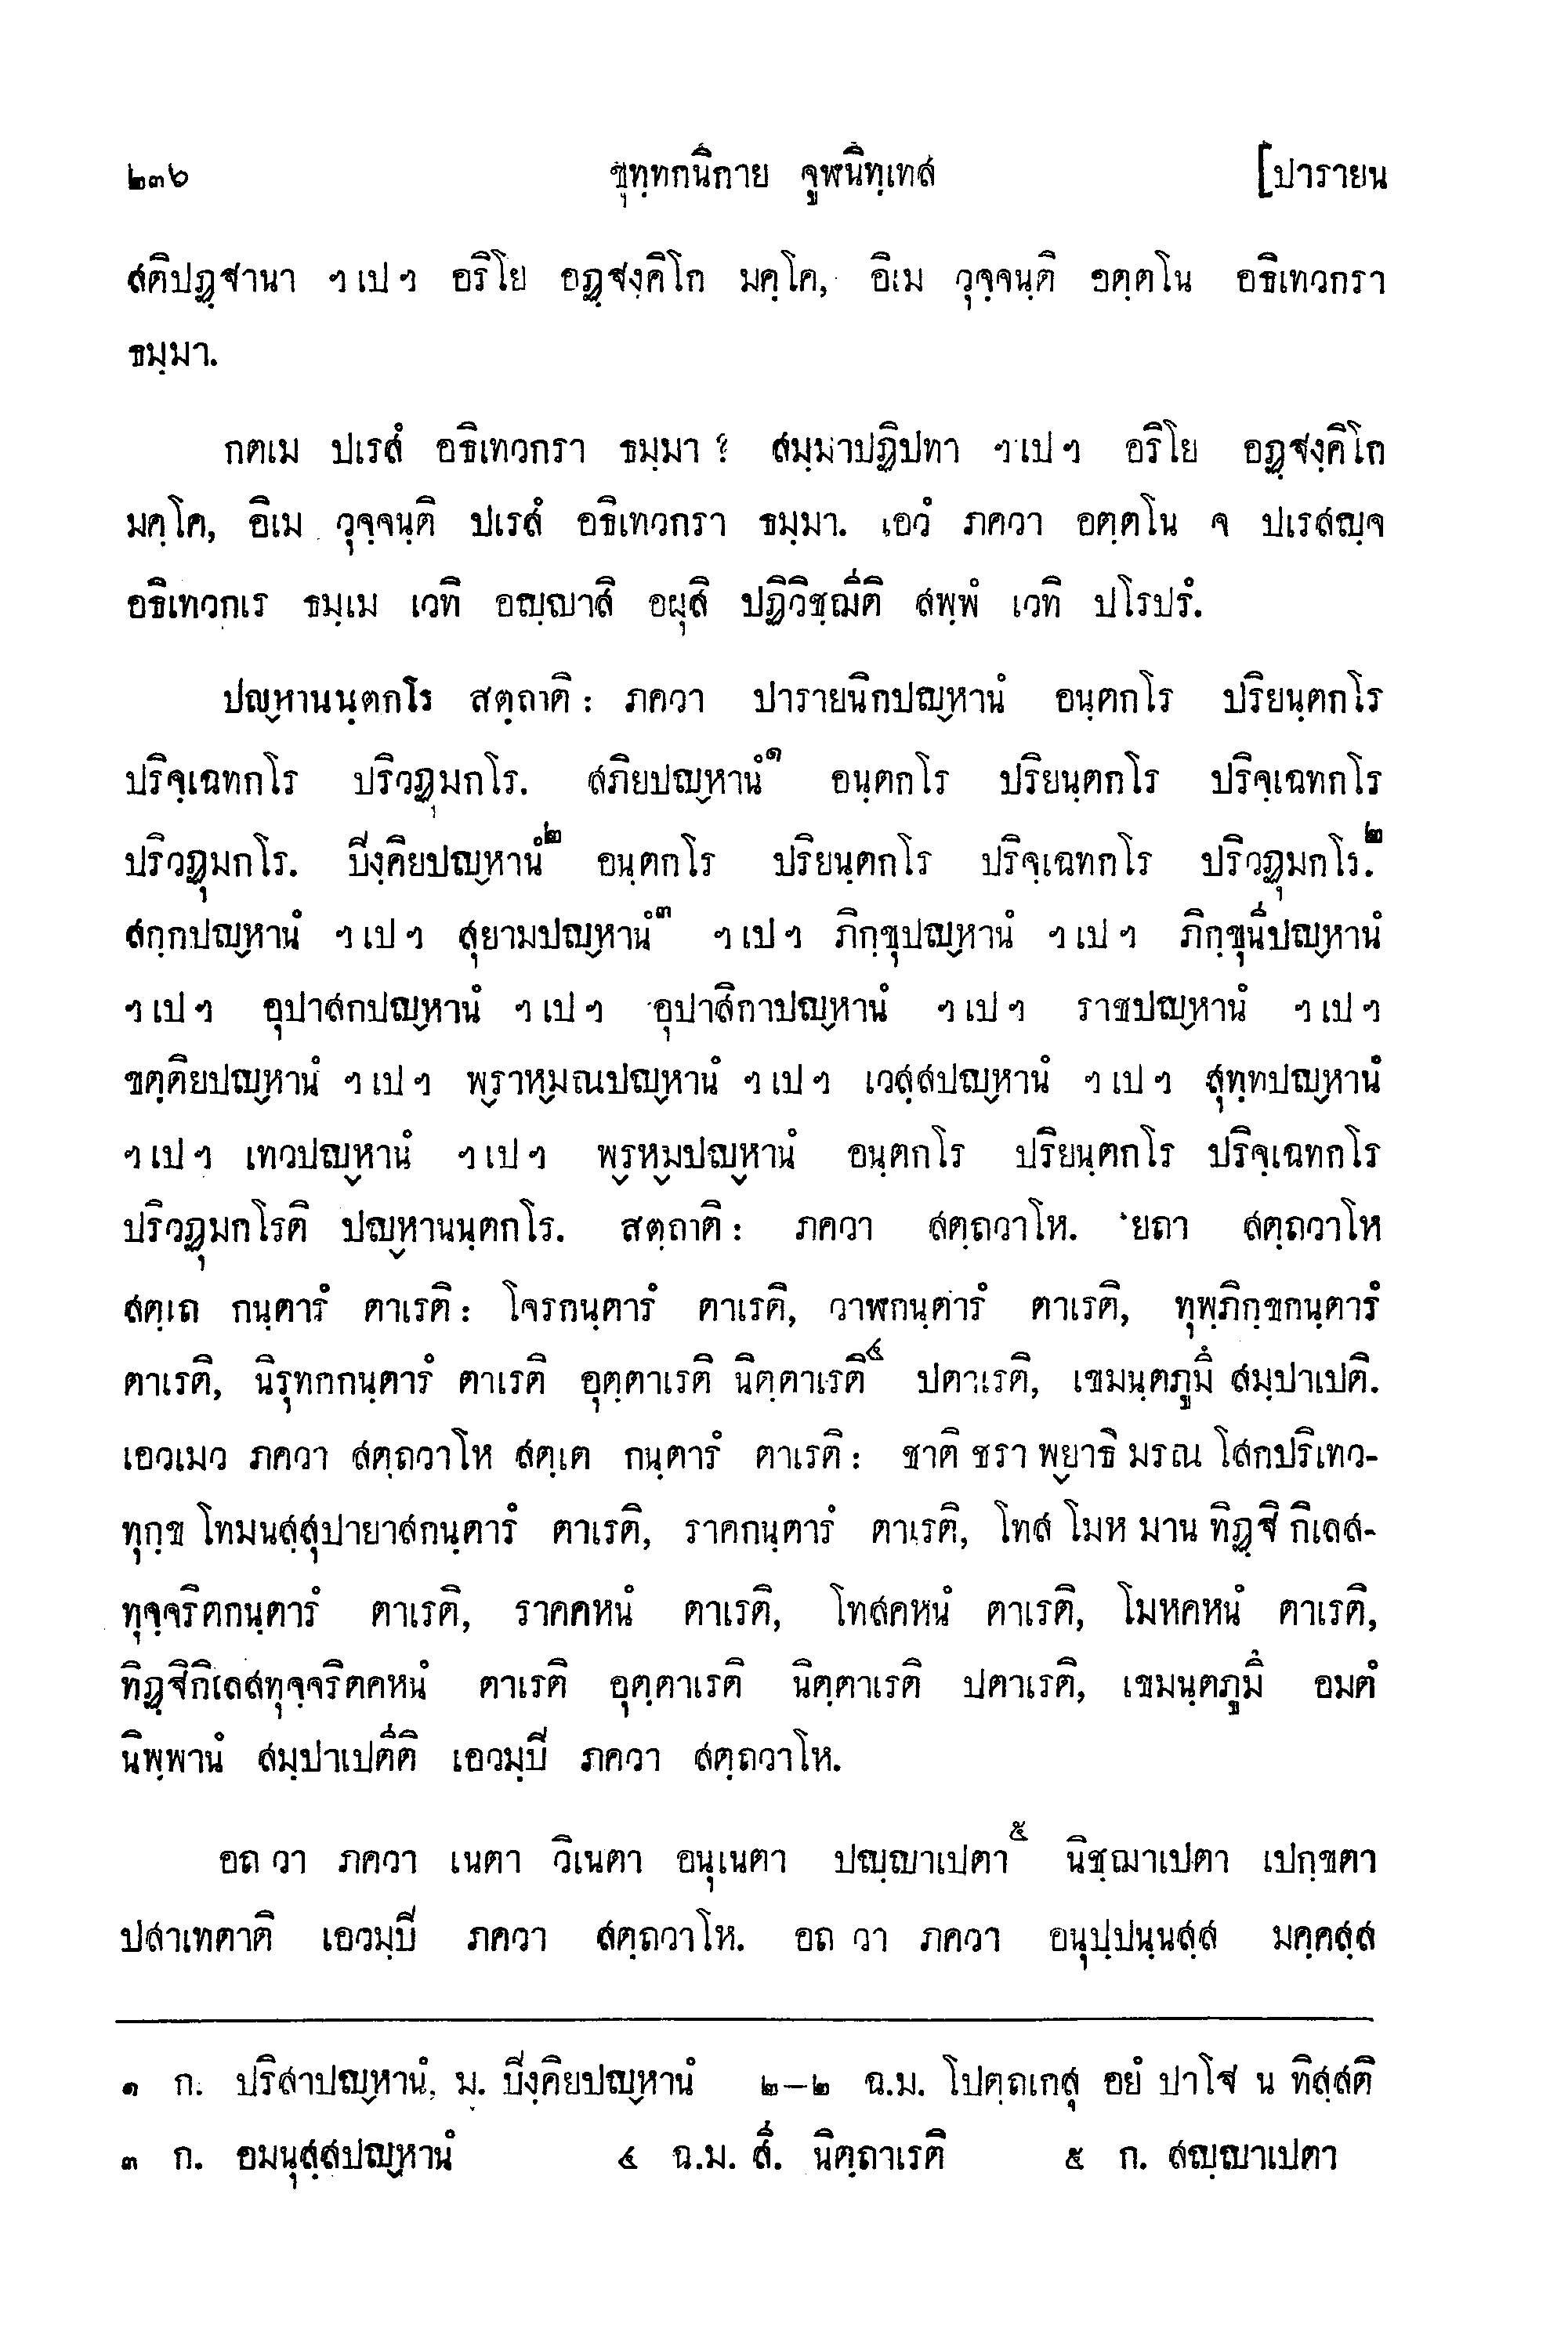 ๒๓๖ ขุทฺทกนิกาย จูฬนิทฺเทส [ปารายน
สติปฏฺฐานา ฯ เป ฯ อริโย อฏฺฐงฺคิโก มคฺโค, อิเม วุจฺจนฺติ อตฺตโน อธิเทวกรา
ธมฺมา.
กตเม ปเรสํ อธิเทวกรา ธมฺมา ? สมฺมาปฏิปทา ฯ เป ฯ อริโย อฏฺฐงฺคิโก
มคฺโค, อิเม วุจฺจนฺติ ปเรสํ อธิเทวกรา ธมฺมา. เอวํ ภควา อตฺตโน จ ปเรสญฺจ
อธิเทวกเร ธมฺเม เวทิ อญฺญาสิ อผุสิ ปฏิวิชฺฌีติ สพฺพํ เวทิ ปโรปรํ.
ปญฺหานนฺตกโร สตฺถาติ : ภควา ปารายนิกปญฺหานํ อนฺตกโร ปริยนฺตกโร
ปริจฺเฉทกโร ปริวฏุมกโร. สภิยปญฺหานํ๑ อนฺตกโร ปริยนฺตกโร ปริจฺเฉทกโร
ปริวฏุมกโร. ปิงฺคิยปญฺหานํ๒ อนฺตกโร ปริยนฺตกโร ปริจฺเฉทกโร ปริวฏุมกโร.๒
สกฺกปญฺหานํ ฯ เป ฯ สุยามปญฺหานํ๓ ฯ เป ฯ ภิกฺขุปญฺหานํ ฯ เป ฯ ภิกฺขุนีปญฺหานํ
ฯ เป ฯ อุปาสกปญฺหานํ ฯ เป ฯ อุปาสิกาปญฺหานํ ฯ เป ฯ ราชปญฺหานํ ฯ เป ฯ
ขตฺติยปญฺหานํ ฯ เป ฯ พฺราหฺมณปญฺหานํ ฯ เป ฯ เวสฺสปญฺหานํ ฯ เป ฯ สุทฺทปญฺหานํ
ฯ เป ฯ เทวปญฺหานํ ฯ เป ฯ พฺรหฺมปญฺหานํ อนฺตกโร ปริยนฺตกโร ปริจฺเฉทกโร
ปริวฏุมกโรติ ปญฺหานนฺตกโร. สตฺถาติ : ภควา สตฺถวาโห. ยถา สตฺถวาโห
สตฺเถ กนฺตารํ ตาเรติ : โจรกนฺตารํ ตาเรติ, วาฬกนฺตารํ ตาเรติ, ทุพฺภิกฺขกนฺตารํ
ตาเรติ, นิรุทกกนฺตารํ ตาเรติ อุตฺตาเรติ นิตฺตาเรติ๔ ปตาเรติ, เขมนฺตภูมึ สมฺปาเปติ.
เอวเมว ภควา สตฺถวาโห สตฺเต กนฺตารํ ตาเรติ : ชาติ ชรา พฺยาธิ มรณ โสกปริเทว-
ทุกฺข โทมนสฺสุปายาสกนฺตารํ ตาเรติ, ราคกนฺตารํ ตาเรติ, โทส โมห มาน ทิฏฺฐิ กิเลส-
ทุจฺจริตกนฺตารํ ตาเรติ, ราคคหนํ ตาเรติ, โทสคหนํ ตาเรติ, โมหคหนํ ตาเรติ,
ทิฏฺฐิกิเลสทุจฺจริตคหนํ ตาเรติ อุตฺตาเรติ นิตฺตาเรติ ปตาเรติ, เขมนฺตภูมึ อมตํ
นิพฺพานํ สมฺปาเปตีติ เอวมฺปิ ภควา สตฺถวาโห.
อถ วา ภควา เนตา วิเนตา อนุเนตา ปญฺญาเปตา๕ นิชฺฌาเปตา เปกฺขตา
ปสาเทตาติ เอวมฺปิ ภควา สตฺถวาโห. อถ วา ภควา อนุปฺปนฺนสฺส มคฺคสฺส
๑ ก. ปริสาปญฺหานํ, ม. ปิงฺคิยปญฺหานํ ๒–๒ ฉ.ม. โปตฺถเกสุ อยํ ปาโฐ น ทิสฺสติ
๓ ก. อมนุสฺสปญฺหานํ ๔ ฉ.ม. สี. นิตฺถาเรติ ๕ ก. สญฺญาเปตา